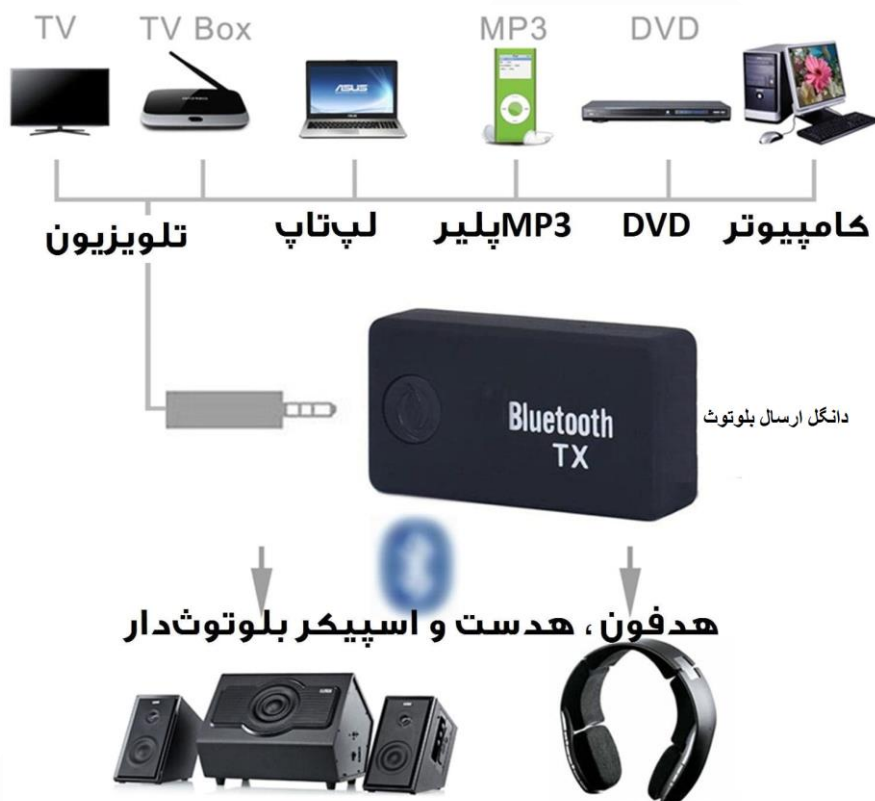 TV TV Box MP3 DVD
ASUS
تلویزیون لپ‌تاپ MP3پلیر DVD کامپیوتر
Bluetooth
TX
دانگل ارسال بلوتوث
هدفون ، هدست و اسپیکر بلوتوث‌دار